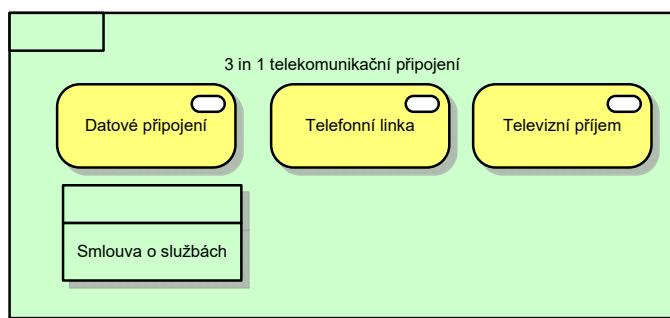 3 in 1 telekomunikační připojení
Datové připojení
Telefonní linka
Televizní příjem
Smlouva o službách